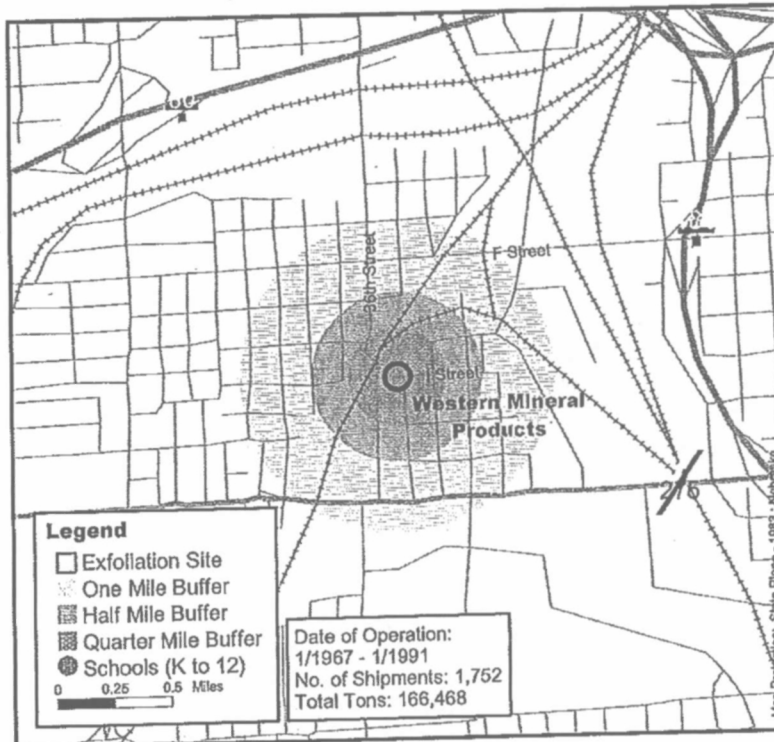 80
F Street
36th Street
I Street
Western Mineral
Products
275
Legend
Exfoliation Site
One Mile Buffer
Half Mile Buffer
Quarter Mile Buffer
Schools (K to 12)
0 0.25 0.5 Miles
Date of Operation:
1/1967 - 1/1991
No. of Shipments: 1,752
Total Tons: 166,468